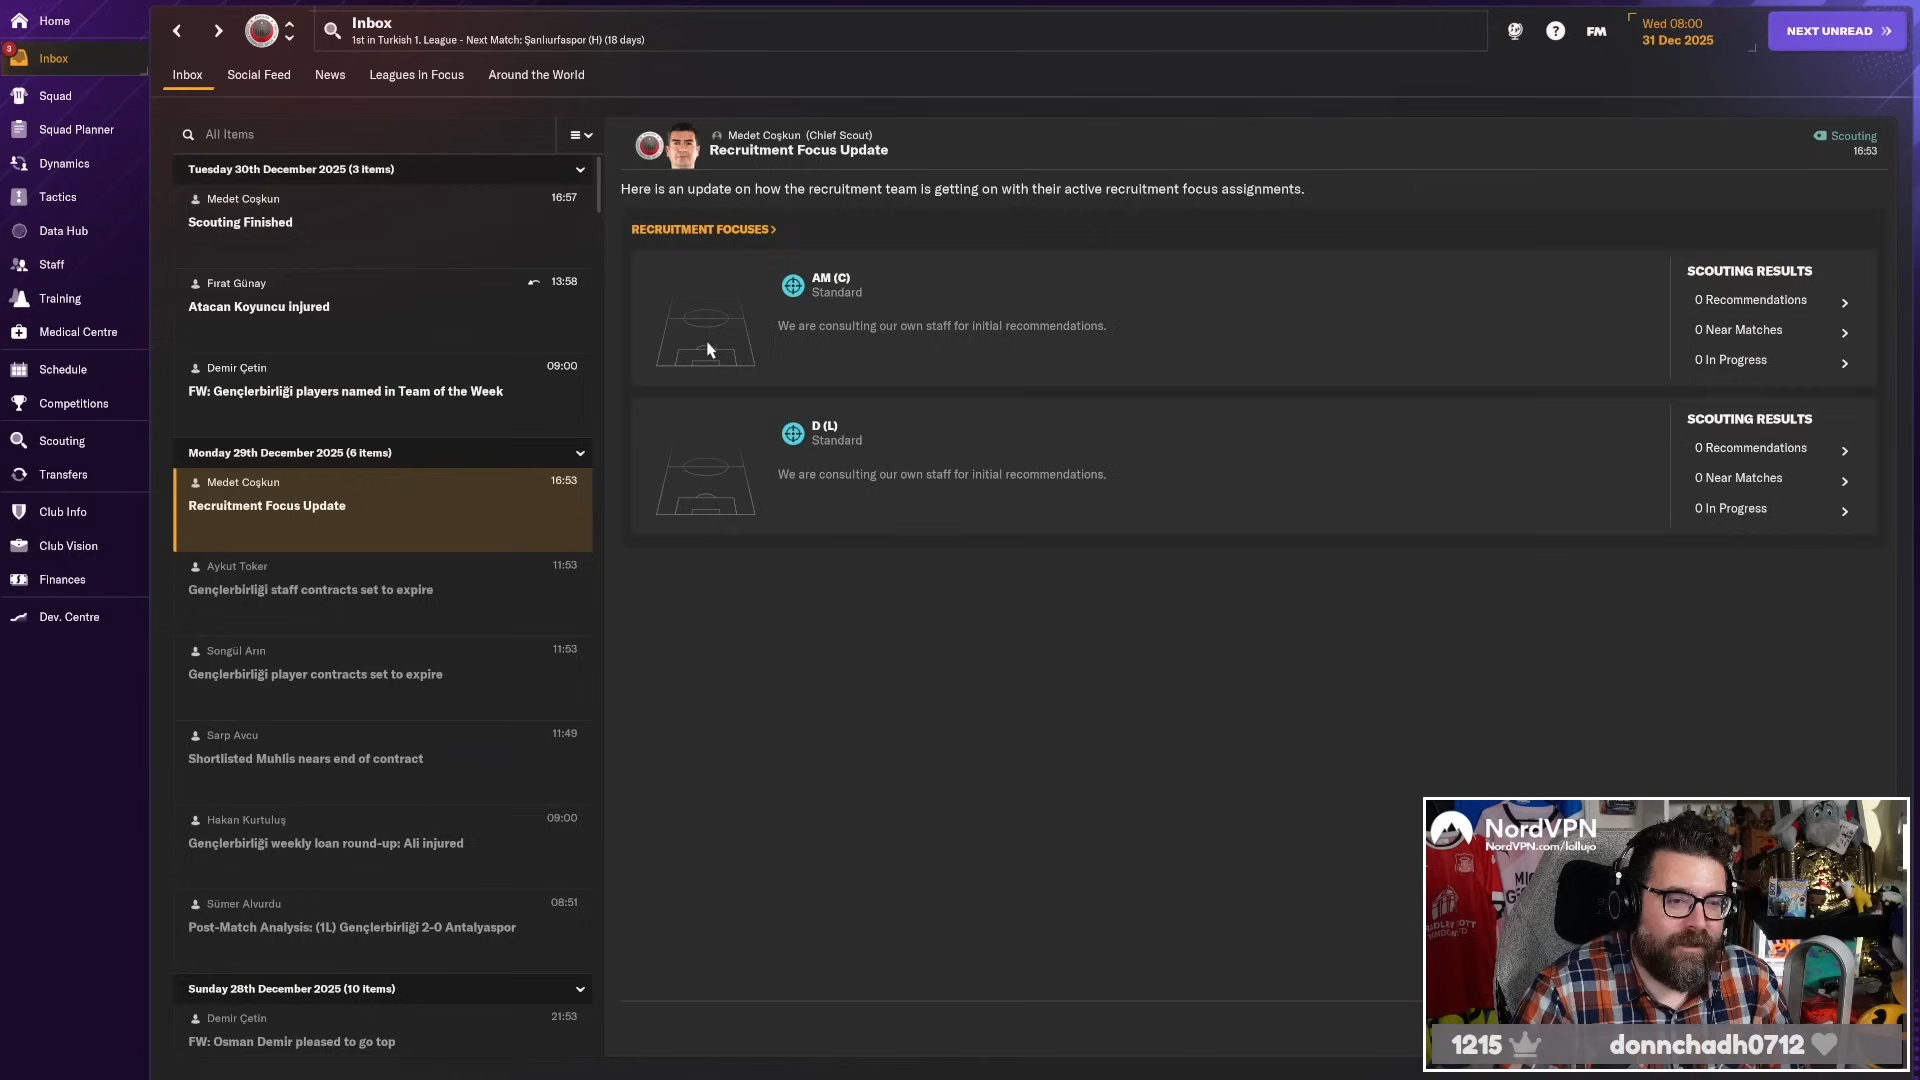 Home
3
Inbox
Squad
Squad Planner
Dynamics
Tactics
Data Hub
Staff
Training
Medical Centre
Schedule
Competitions
Scouting
Transfers
Club Info
Club Vision
Finances
Dev. Centre
Inbox
1st in Turkish 1. League - Next Match: Şanlıurfaspor (H) (18 days)
FM
Wed 08:00
31 Dec 2025
NEXT UNREAD
Inbox
Social Feed
News
Leagues in Focus
Around the World
All Items
Tuesday 30th December 2025 (3 items)
Medet Coşkun 16:57
Scouting Finished
Fırat Günay 13:58
Atacan Koyuncu injured
Demir Çetin 09:00
FW: Gençlerbirliği players named in Team of the Week
Monday 29th December 2025 (6 items)
Medet Coşkun 16:53
Recruitment Focus Update
Aykut Toker 11:53
Gençlerbirliği staff contracts set to expire
Songül Arın 11:53
Gençlerbirliği player contracts set to expire
Sarp Avcu 11:49
Shortlisted Muhlis nears end of contract
Hakan Kurtuluş 09:00
Gençlerbirliği weekly loan round-up: Ali injured
Sümer Alvurdu 08:51
Post-Match Analysis: (1L) Gençlerbirliği 2-0 Antalyaspor
Sunday 28th December 2025 (10 items)
Demir Çetin 21:53
FW: Osman Demir pleased to go top
Medet Coşkun (Chief Scout)
Recruitment Focus Update
Scouting
16:53
Here is an update on how the recruitment team is getting on with their active recruitment focus assignments.
RECRUITMENT FOCUSES >
AM (C)
Standard
We are consulting our own staff for initial recommendations.
SCOUTING RESULTS
0 Recommendations
0 Near Matches
0 In Progress
D (L)
Standard
We are consulting our own staff for initial recommendations.
SCOUTING RESULTS
0 Recommendations
0 Near Matches
0 In Progress
NordVPN
NordVPN.com/lollujo
1215
donnchadh0712